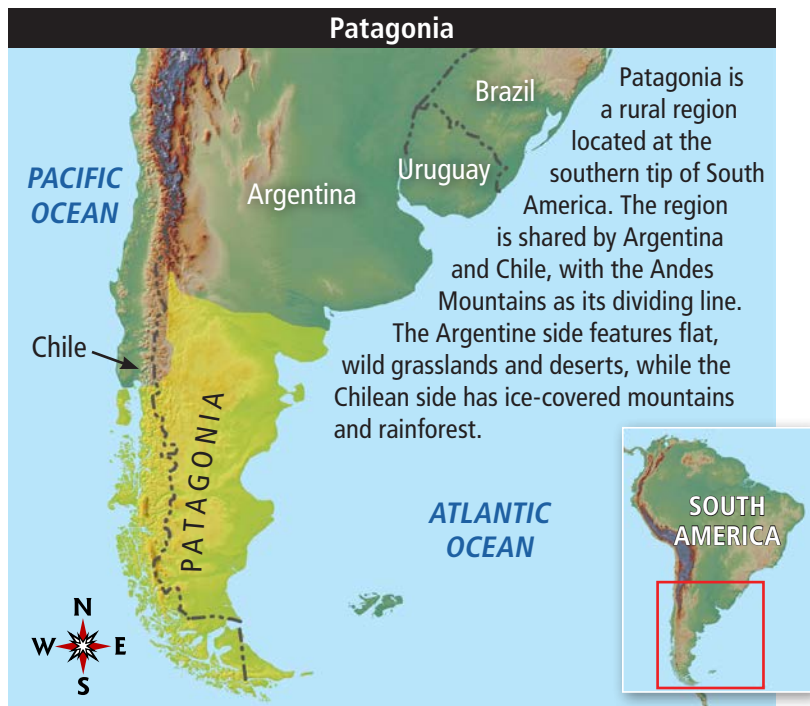 Patagonia
Patagonia is
a rural region
located at the
southern tip of South
America. The region
is shared by Argentina
and Chile, with the Andes
Mountains as its dividing line.
The Argentine side features flat,
wild grasslands and deserts, while the
Chilean side has ice-covered mountains
and rainforest.
Brazil
Uruguay
Argentina
PACIFIC
OCEAN
Chile
PATAGONIA
ATLANTIC
OCEAN
SOUTH
AMERICA
N
W E
S